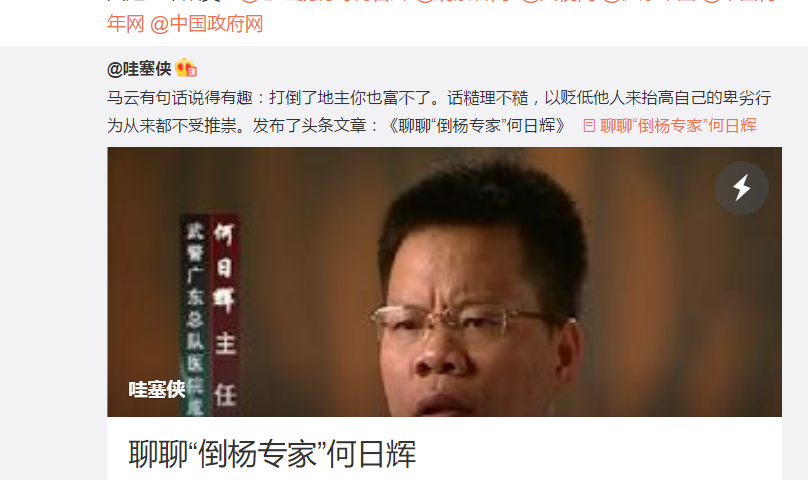 年网 @中国政府网
@哇塞侠
马云有句话说得有趣：打倒了地主你也富不了。话糙理不糙，以贬低他人来抬高自己的卑劣行
为从来都不受推崇。发布了头条文章：《聊聊“倒杨专家”何日辉》 聊聊“倒杨专家”何日辉
何日辉 主 任
武警广东总队医院
哇塞侠
聊聊“倒杨专家”何日辉